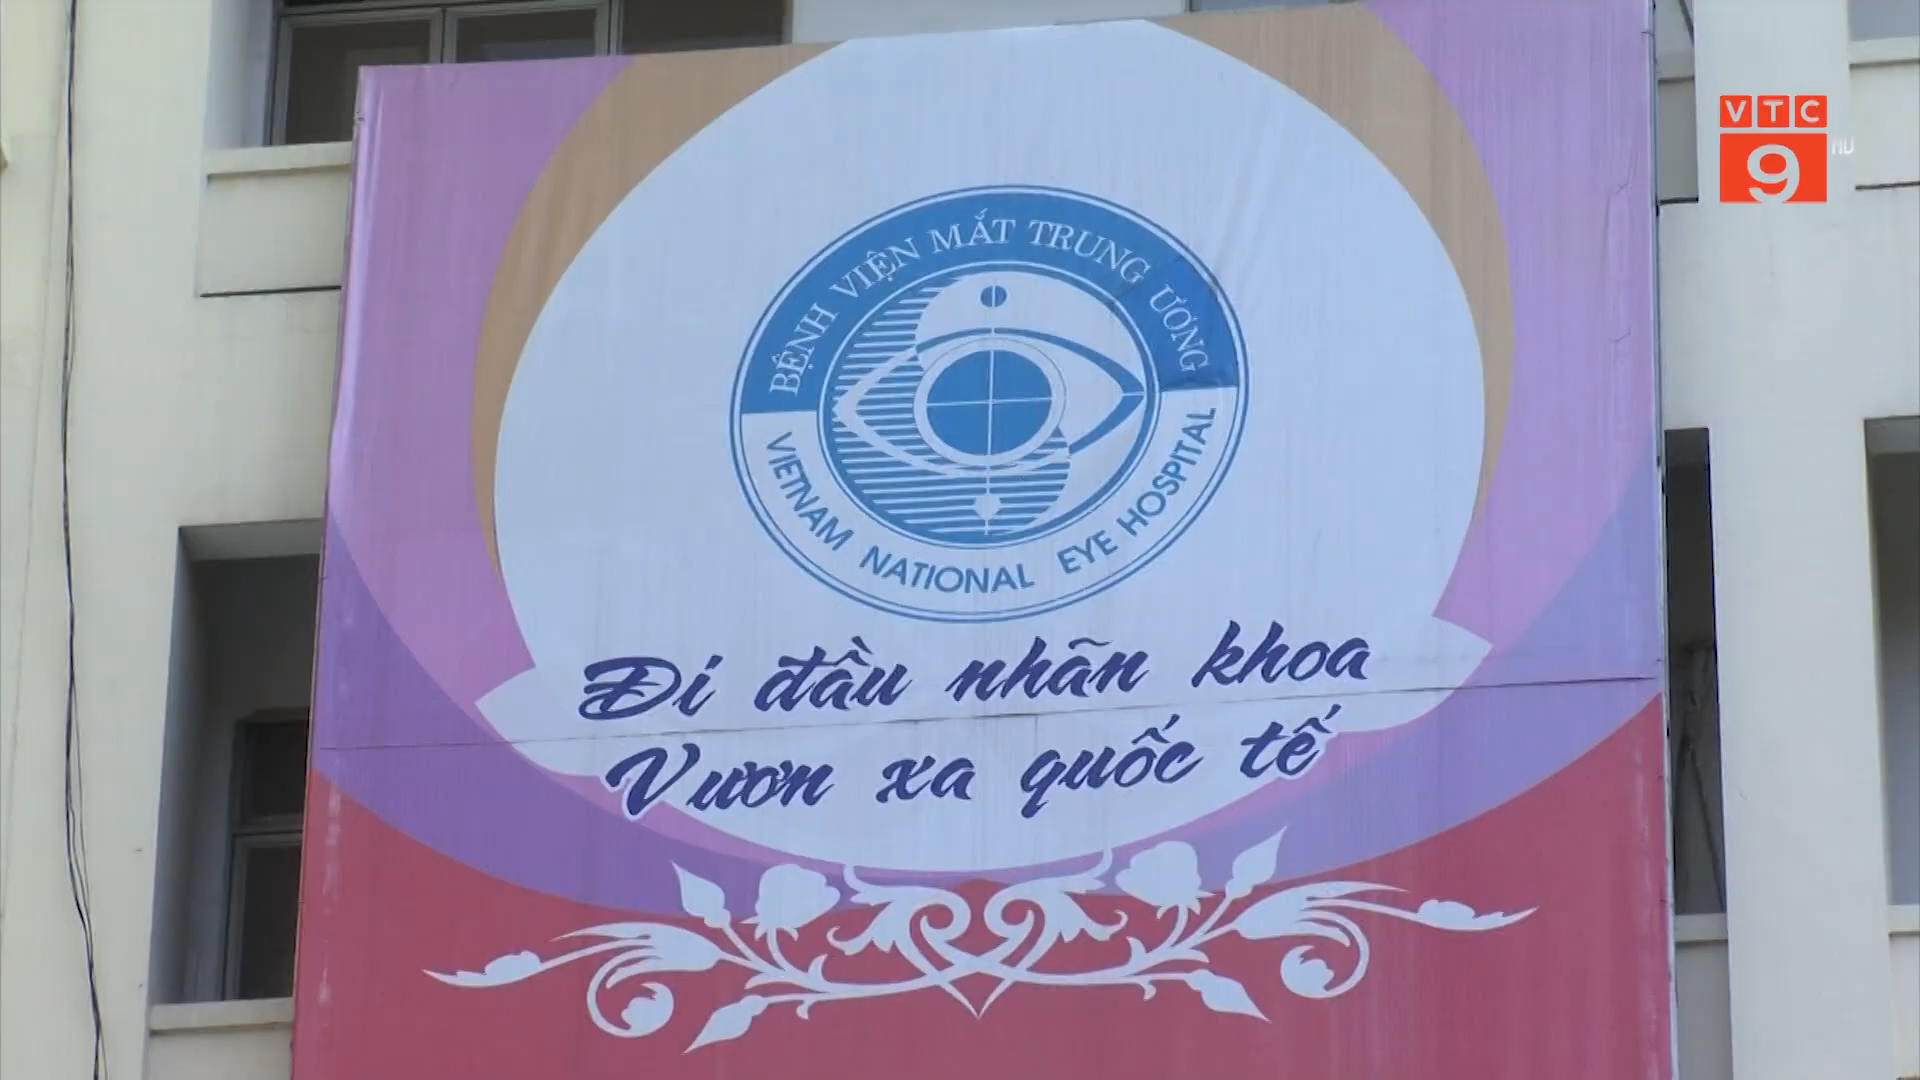 VTC
9
HD
BỆNH VIỆN MẮT TRUNG ƯƠNG
VIETNAM NATIONAL EYE HOSPITAL
Đi đầu nhãn khoa
Vươn xa quốc tế